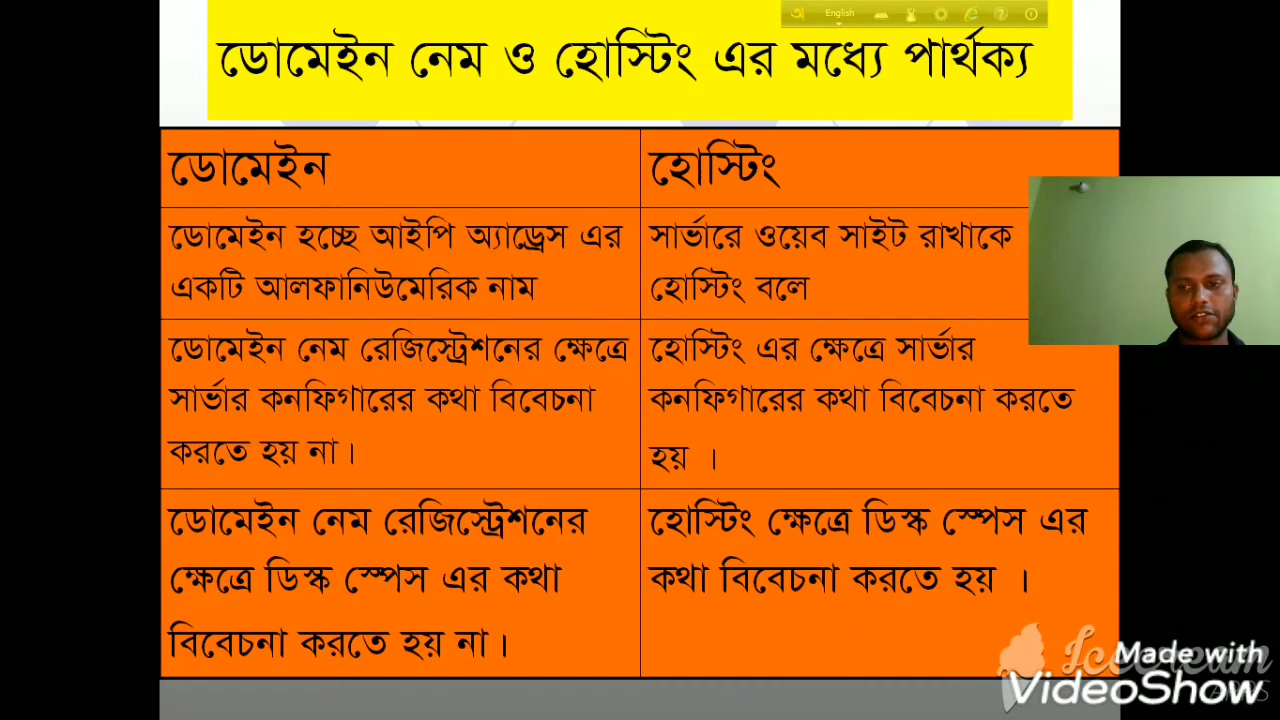 English
ডোমেইন নেম ও হোস্টিং এর মধ্যে পার্থক্য
ডোমেইন
হোস্টিং
ডোমেইন হচ্ছে আইপি অ্যাড্রেস এর
একটি আলফানিউমেরিক নাম
সার্ভারে ওয়েব সাইট রাখাকে
হোস্টিং বলে
ডোমেইন নেম রেজিস্ট্রেশনের ক্ষেত্রে
সার্ভার কনফিগারের কথা বিবেচনা
করতে হয় না।
হোস্টিং এর ক্ষেত্রে সার্ভার
কনফিগারের কথা বিবেচনা করতে
হয় ।
ডোমেইন নেম রেজিস্ট্রেশনের
ক্ষেত্রে ডিস্ক স্পেস এর কথা
বিবেচনা করতে হয় না।
হোস্টিং ক্ষেত্রে ডিস্ক স্পেস এর
কথা বিবেচনা করতে হয় ।
Made with
VideoShow